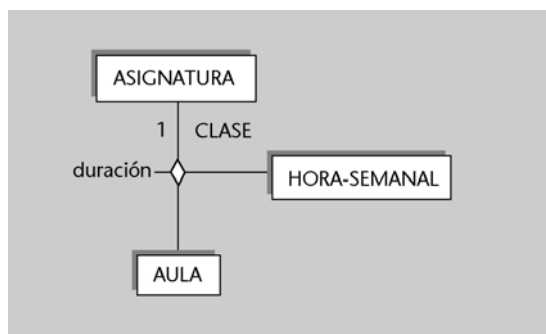 ASIGNATURA
1 CLASE
duración
HORA-SEMANAL
AULA